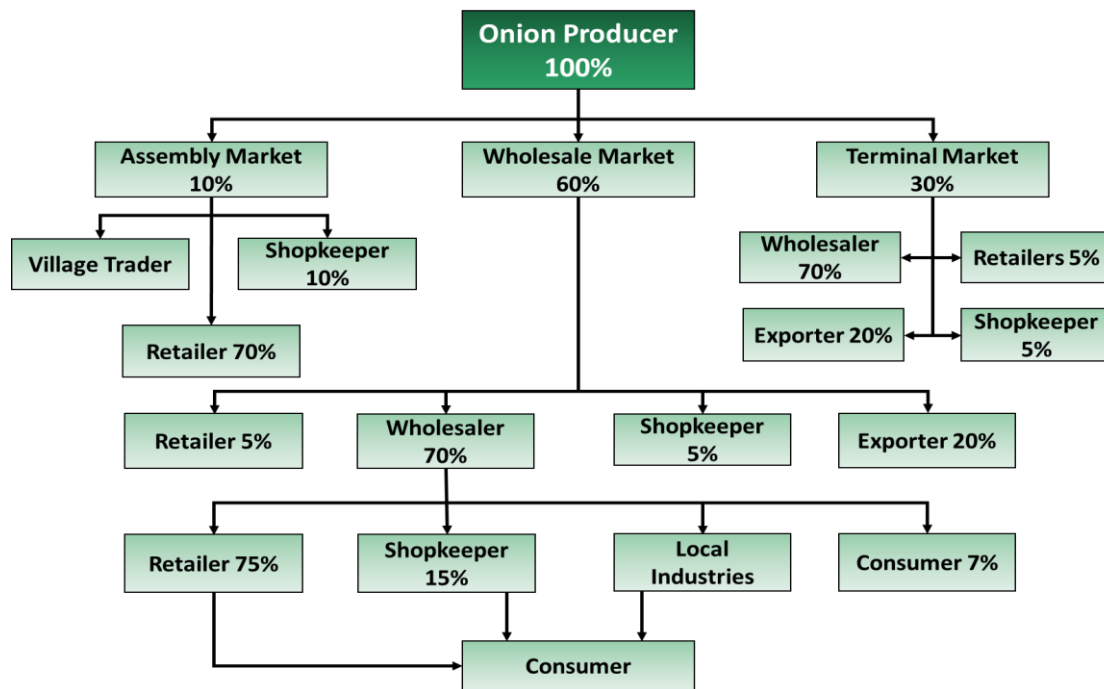 Onion Producer
100%
Assembly Market
10%
Wholesale Market
60%
Terminal Market
30%
Village Trader
Shopkeeper
10%
Wholesaler
70%
Retailers 5%
Retailer 70%
Exporter 20%
Shopkeeper
5%
Retailer 5%
Wholesaler
70%
Shopkeeper
5%
Exporter 20%
Retailer 75%
Shopkeeper
15%
Local
Industries
Consumer 7%
Consumer